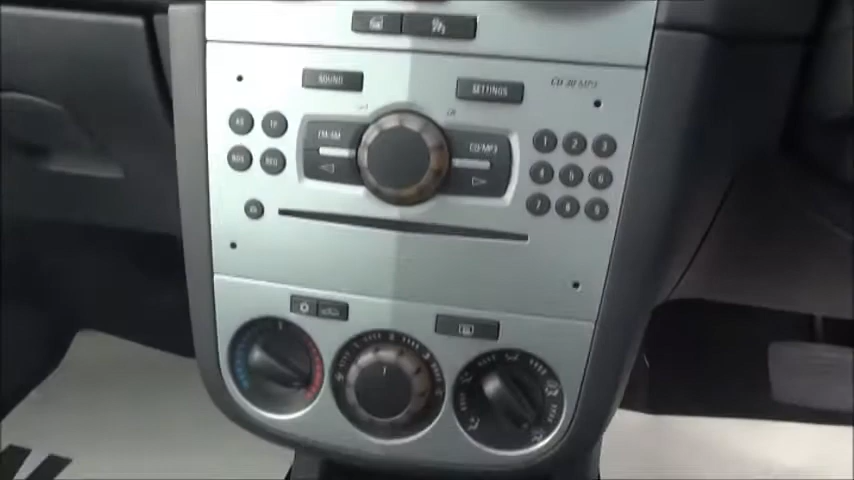 SOUND
SETTINGS
CD 30 MP3
AS
TP
FM·AM
CD/MP3
1 2 3
4 5 6
7 8 9